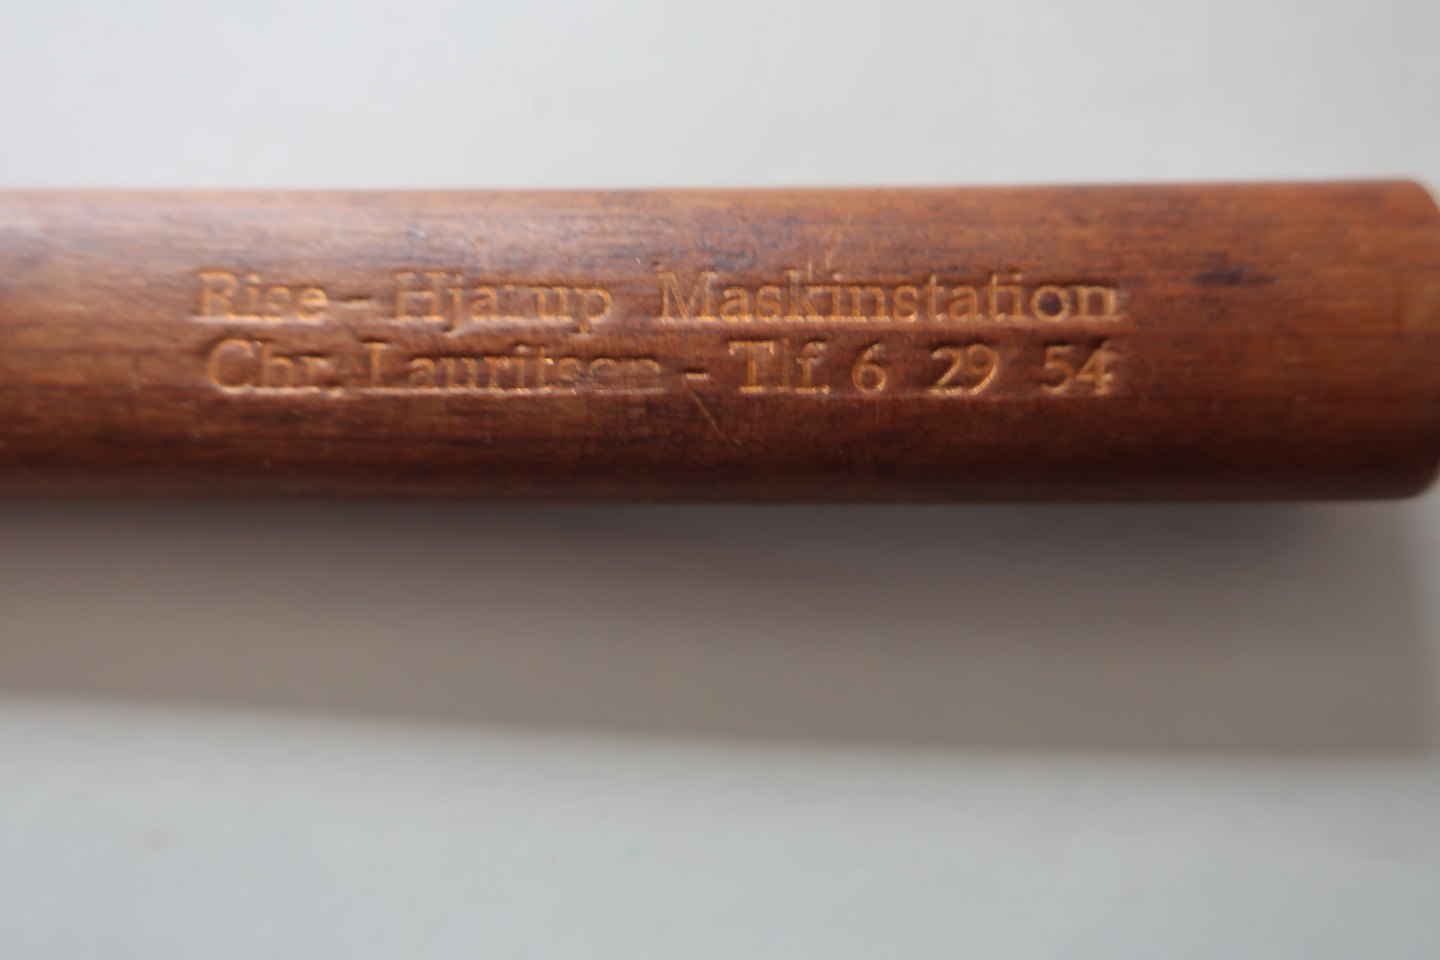 Rise - Hjarup Maskinstation
Chr. Lauritsen - Tlf. 6 29 54